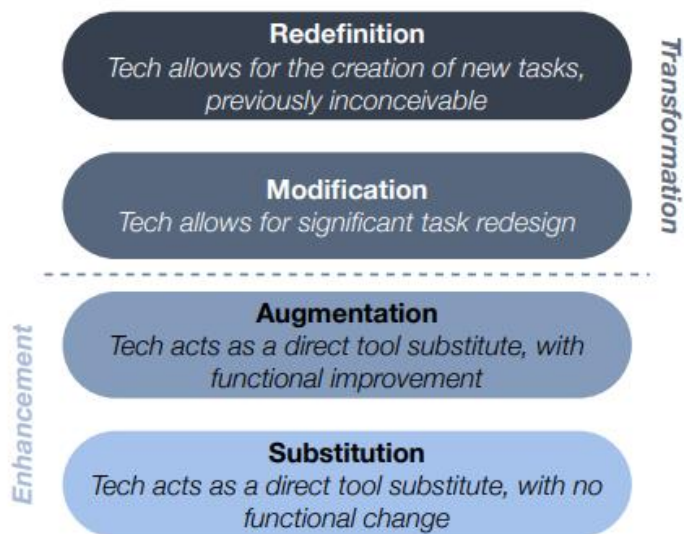 Redefinition
Tech allows for the creation of new tasks,
previously inconceivable
Transformation
Modification
Tech allows for significant task redesign
Augmentation
Tech acts as a direct tool substitute, with
functional improvement
Enhancement
Substitution
Tech acts as a direct tool substitute, with no
functional change